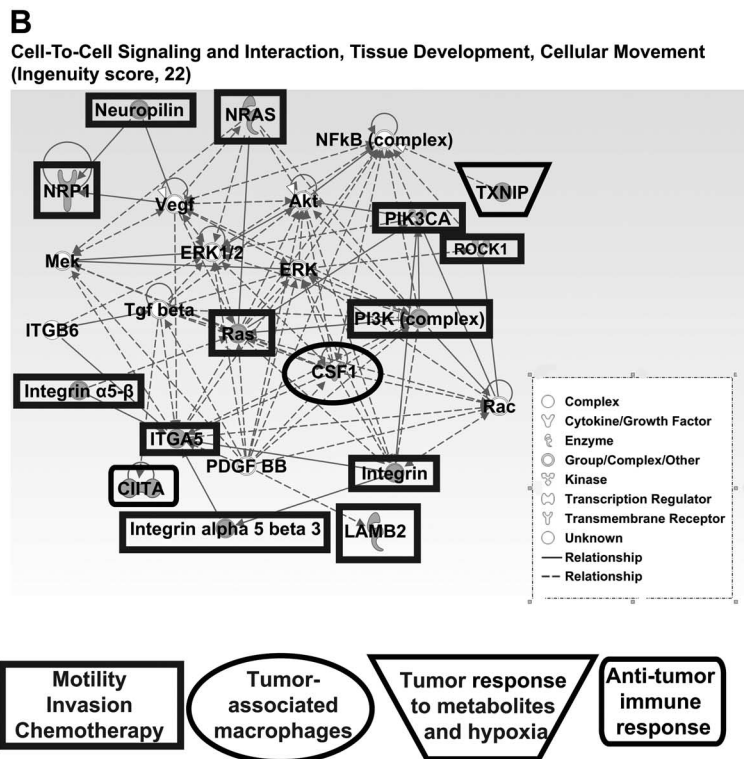 B
Cell-To-Cell Signaling and Interaction, Tissue Development, Cellular Movement
(Ingenuity score, 22)
Neuropilin
NRAS
NFkB (complex)
NRP1
Vegf
Akt
TXNIP
PIK3CA
ROCK1
Mek
ERK1/2
ERK
Tgf beta
ITGB6
Ras
PI3K (complex)
CSF1
Integrin α5-β
Rac
ITGA5
PDGF BB
Integrin
CIITA
Integrin alpha 5 beta 3
LAMB2
Complex
Cytokine/Growth Factor
Enzyme
Group/Complex/Other
Kinase
Transcription Regulator
Transmembrane Receptor
Unknown
Relationship
Relationship
Motility
Invasion
Chemotherapy
Tumor-
associated
macrophages
Tumor response
to metabolites
and hypoxia
Anti-tumor
immune
response